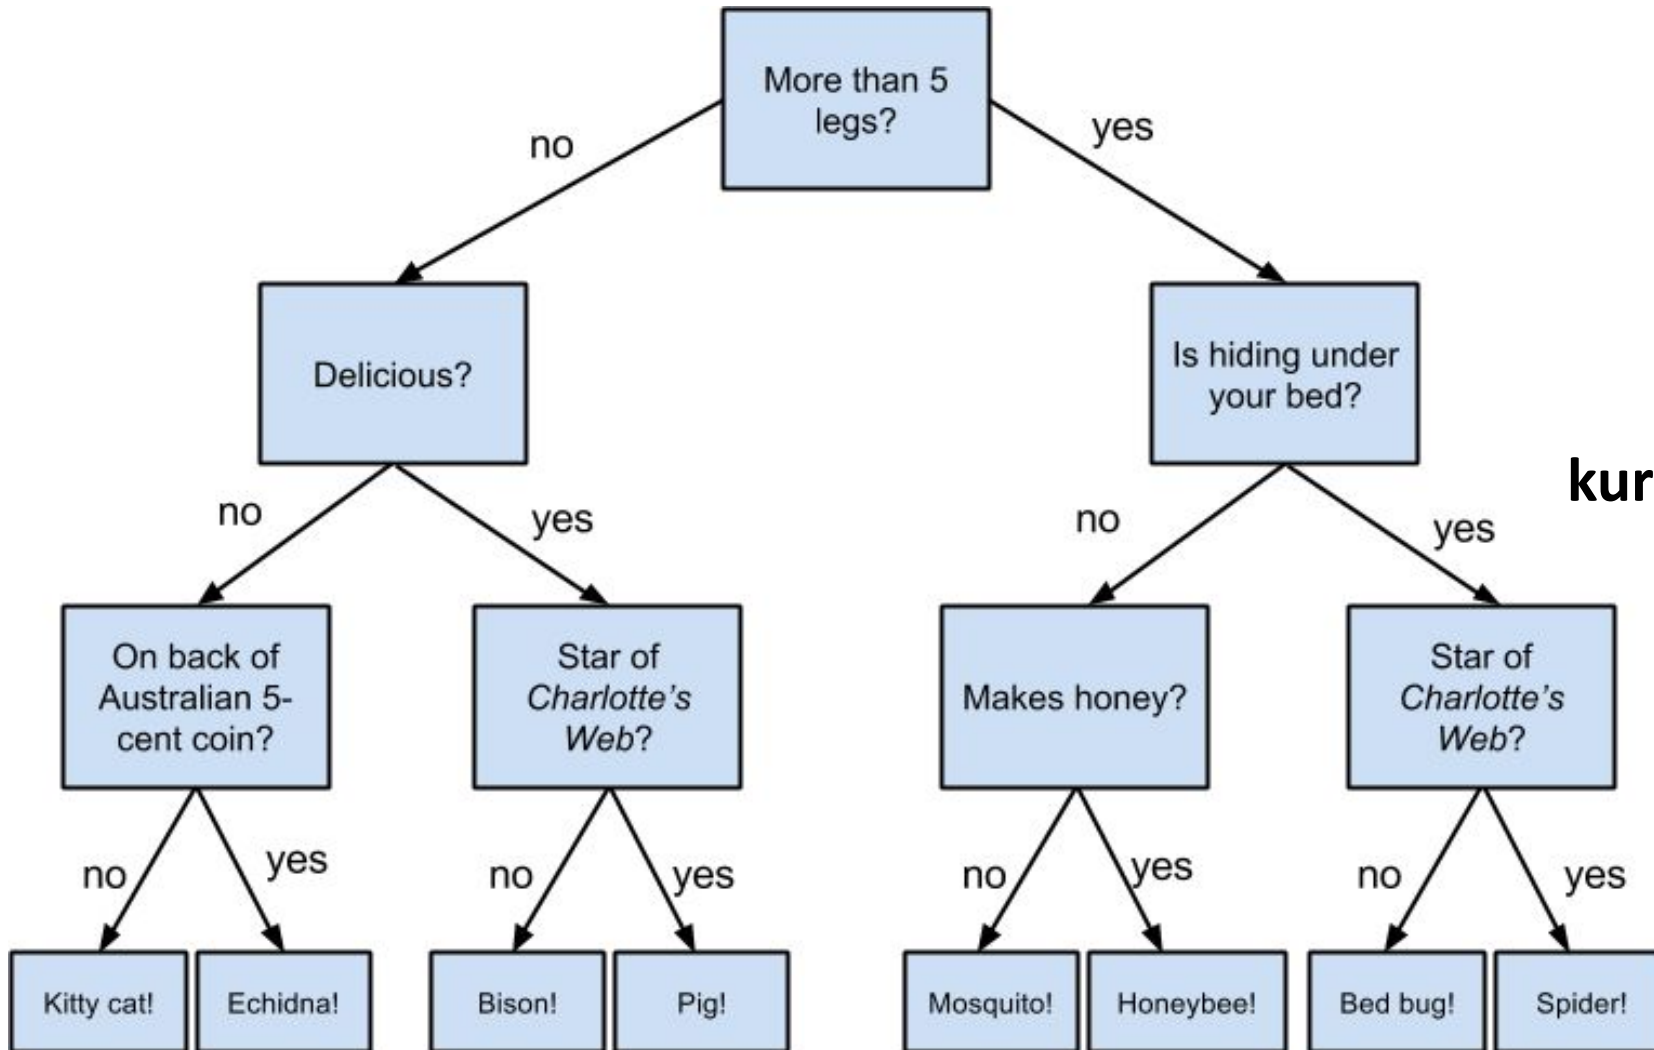 More than 5
legs?
no
yes
Delicious?
Is hiding under
your bed?
kur
no
yes
no
yes
On back of
Australian 5-
cent coin?
Star of
Charlotte's
Web?
Makes honey?
Star of
Charlotte's
Web?
no
yes
no
yes
no
yes
no
yes
Kitty cat!
Echidna!
Bison!
Pig!
Mosquito!
Honeybee!
Bed bug!
Spider!